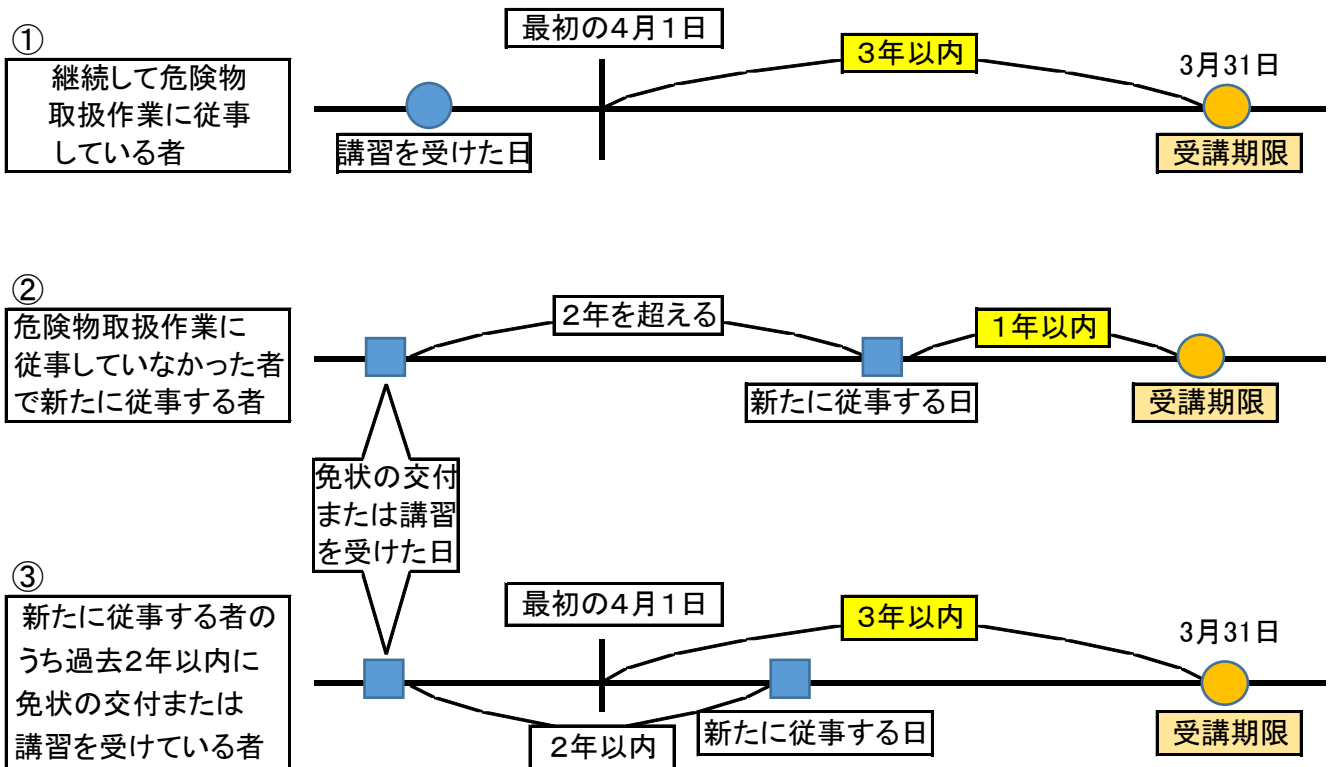 ①
継続して危険物
取扱作業に従事
している者
最初の4月1日
3年以内
3月31日
講習を受けた日
受講期限
②
危険物取扱作業に
従事していなかった者
で新たに従事する者
2年を超える
1年以内
新たに従事する日
受講期限
免状の交付
または講習
を受けた日
③
新たに従事する者の
うち過去2年以内に
免状の交付または
講習を受けている者
最初の4月1日
3年以内
3月31日
2年以内
新たに従事する日
受講期限